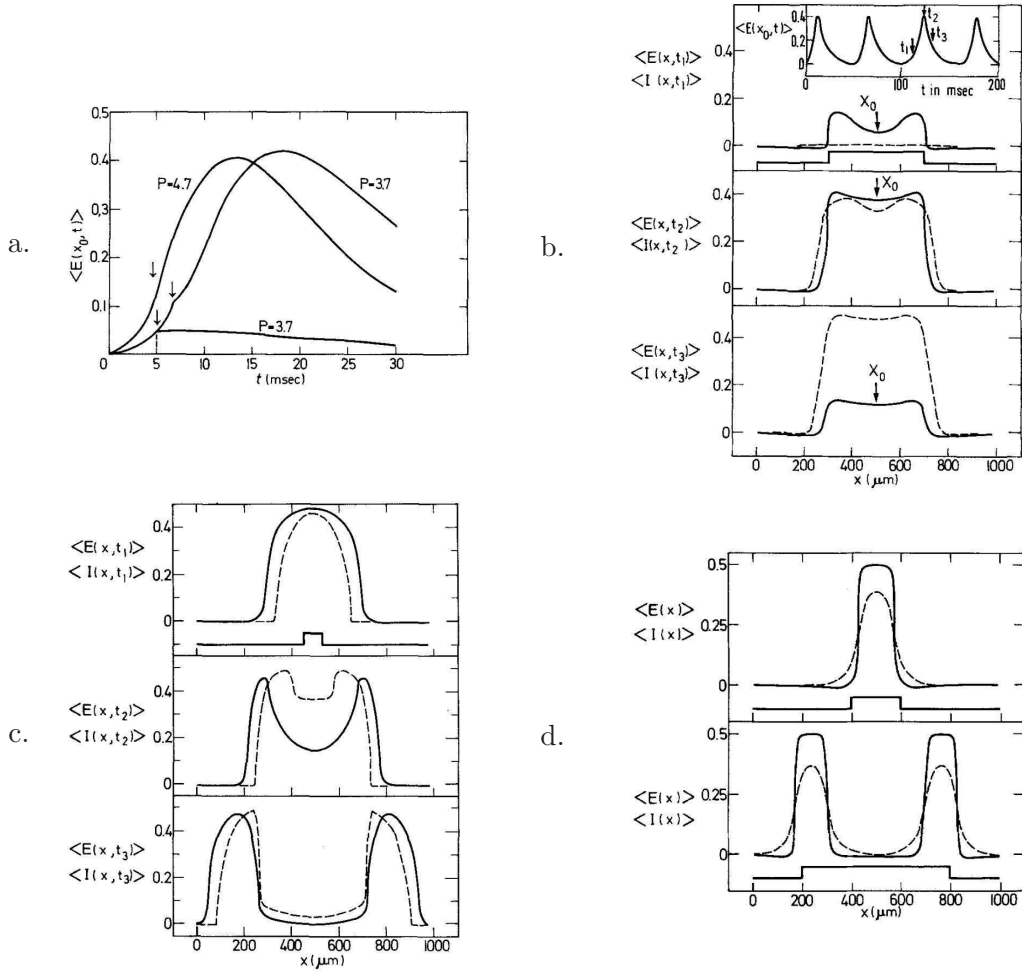 a.
<E(x₀,t)>
0.5
0.4
0.3
0.2
0.1
P=4.7
P=3.7
P=3.7
0 5 10 15 20 25 30
t (msec)
b.
<E(x₀,t)>
0.4
0.2
0
t₁
t₂
t₃
0 100 200
t in msec
<E(x,t₁)>
<I(x,t₁)>
0.2
0
X₀
<E(x,t₂)>
<I(x,t₂)>
0.4
0.2
0
X₀
<E(x,t₃)>
<I(x,t₃)>
0.4
0.2
0
X₀
0 200 400 600 800 1000
x (μm)
c.
<E(x,t₁)>
<I(x,t₁)>
0.4
0.2
0
<E(x,t₂)>
<I(x,t₂)>
0.4
0.2
0
<E(x,t₃)>
<I(x,t₃)>
0.4
0.2
0
0 200 400 600 800 1000
x (μm)
d.
<E(x)>
<I(x)>
0.5
0.25
0
<E(x)>
<I(x)>
0.5
0.25
0
0 200 400 600 800 1000
x (μm)